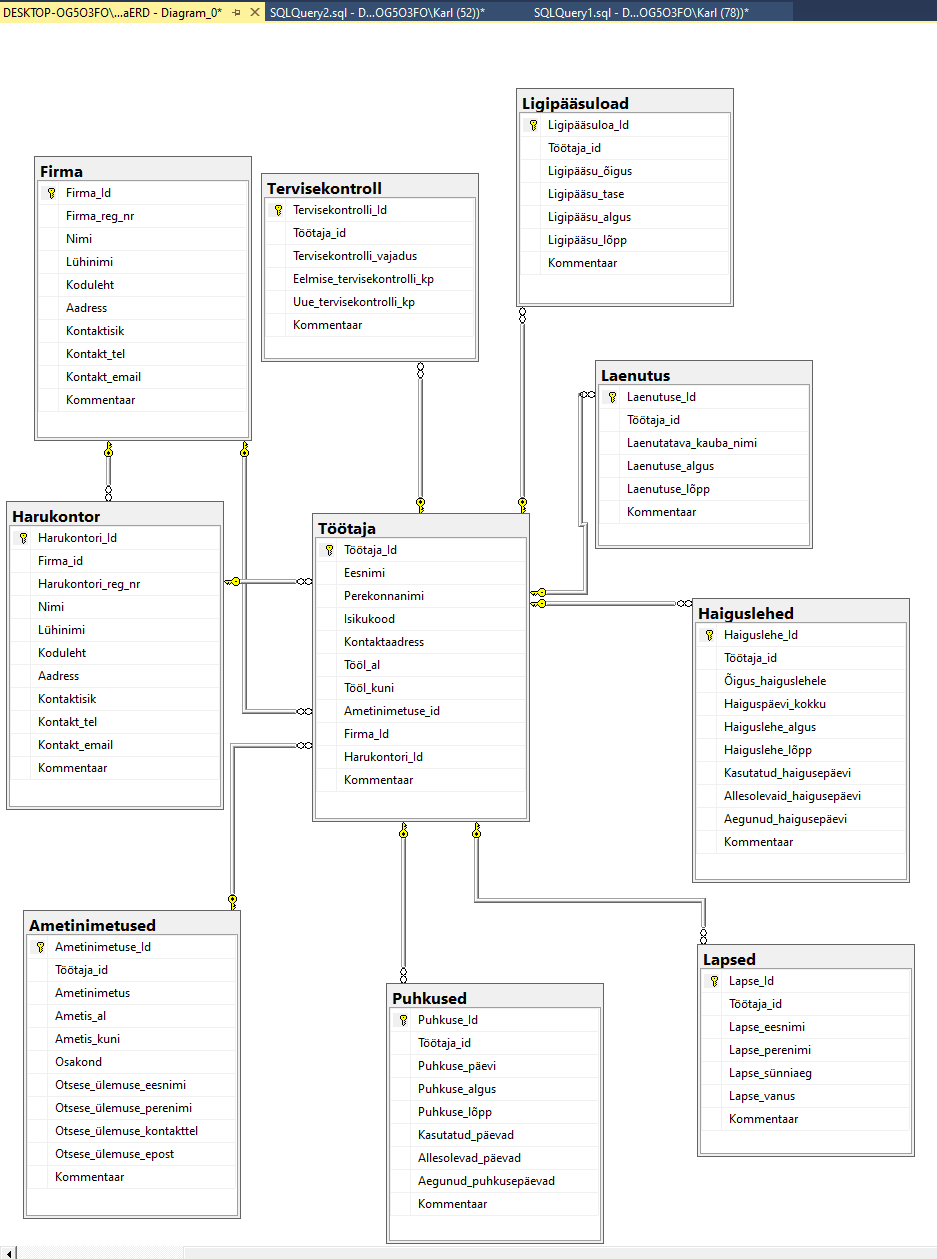 DESKTOP-OG5O3FO\...aERD - Diagram_0*
SQLQuery2.sql - D...OG5O3FO\Karl (52))*
SQLQuery1.sql - D...OG5O3FO\Karl (78))*
Ligipääsuload
Ligipääsuloa_Id
Töötaja_id
Ligipääsu_õigus
Ligipääsu_tase
Ligipääsu_algus
Ligipääsu_lõpp
Kommentaar
Firma
Firma_Id
Firma_reg_nr
Nimi
Lühinimi
Koduleht
Aadress
Kontaktisik
Kontakt_tel
Kontakt_email
Kommentaar
Tervisekontroll
Tervisekontrolli_Id
Töötaja_id
Tervisekontrolli_vajadus
Eelmise_tervisekontrolli_kp
Uue_tervisekontrolli_kp
Kommentaar
Laenutus
Laenutuse_Id
Töötaja_id
Laenutatava_kauba_nimi
Laenutuse_algus
Laenutuse_lõpp
Kommentaar
Harukontor
Harukontori_Id
Firma_id
Harukontori_reg_nr
Nimi
Lühinimi
Koduleht
Aadress
Kontaktisik
Kontakt_tel
Kontakt_email
Kommentaar
Töötaja
Töötaja_Id
Eesnimi
Perekonnanimi
Isikukood
Kontaktaadress
Tööl_al
Tööl_kuni
Ametinimetuse_id
Firma_Id
Harukontori_Id
Kommentaar
Haiguslehed
Haiguslehe_Id
Töötaja_id
Õigus_haiguslehele
Haiguspäevi_kokku
Haiguslehe_algus
Haiguslehe_lõpp
Kasutatud_haigusepäevi
Allesolevaid_haigusepäevi
Aegunud_haigusepäevi
Kommentaar
Ametinimetused
Ametinimetuse_Id
Töötaja_id
Ametinimetus
Ametis_al
Ametis_kuni
Osakond
Otsese_ülemuse_eesnimi
Otsese_ülemuse_perenimi
Otsese_ülemuse_kontakttel
Otsese_ülemuse_epost
Kommentaar
Puhkused
Puhkuse_Id
Töötaja_id
Puhkuse_päevi
Puhkuse_algus
Puhkuse_lõpp
Kasutatud_päevad
Allesolevad_päevad
Aegunud_puhkusepäevad
Kommentaar
Lapsed
Lapse_Id
Töötaja_id
Lapse_eesnimi
Lapse_perenimi
Lapse_sünniaeg
Lapse_vanus
Kommentaar